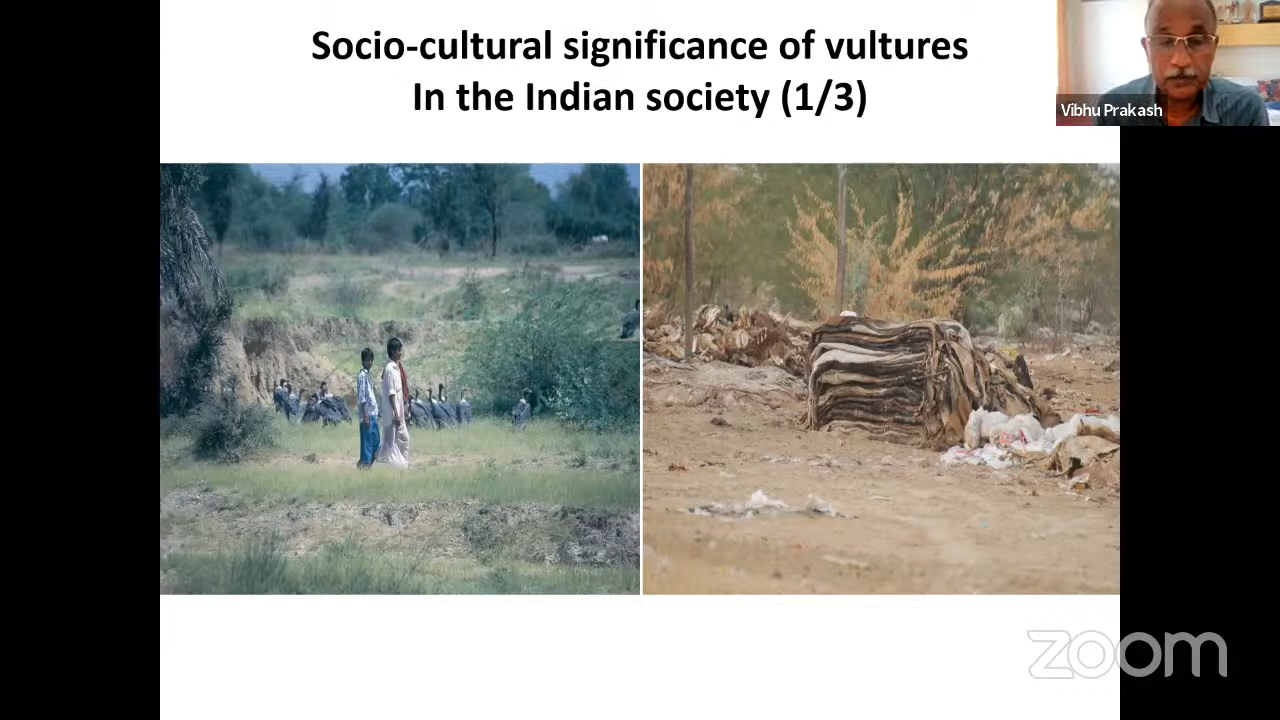 Socio-cultural significance of vultures
In the Indian society (1/3)
Vibhu Prakash
zoom